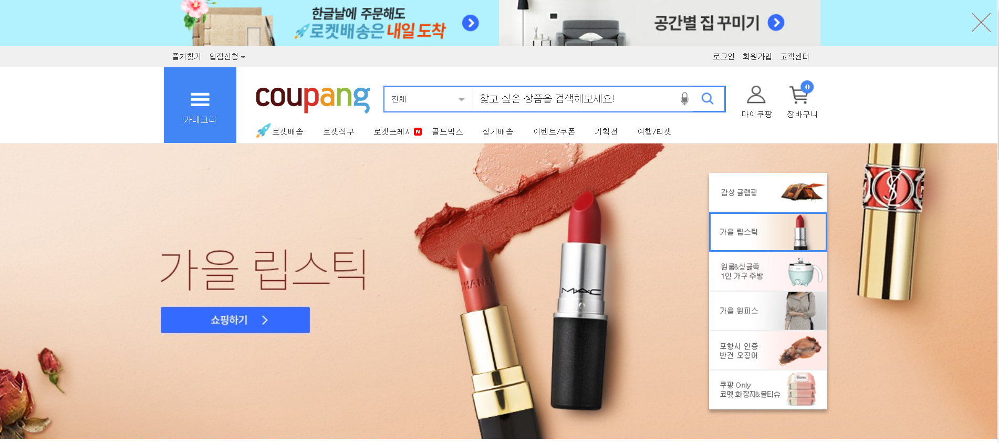 한글날에 주문해도
로켓배송은 내일 도착
공간별 집 꾸미기
즐겨찾기 입점신청
로그인 회원가입 고객센터
카테고리
coupang
전체
찾고 싶은 상품을 검색해보세요!
마이쿠팡
0
장바구니
로켓배송 로켓직구 로켓프레시 N 골드박스 정기배송 이벤트/쿠폰 기획전 여행/티켓
가을 립스틱
쇼핑하기
CHANEL
MAC
감성 글램핑
가을 립스틱
원룸&싱글족
1인 가구 주방
가을 원피스
포항시 인증
반건 오징어
쿠팡 Only
코멧 화장지&물티슈